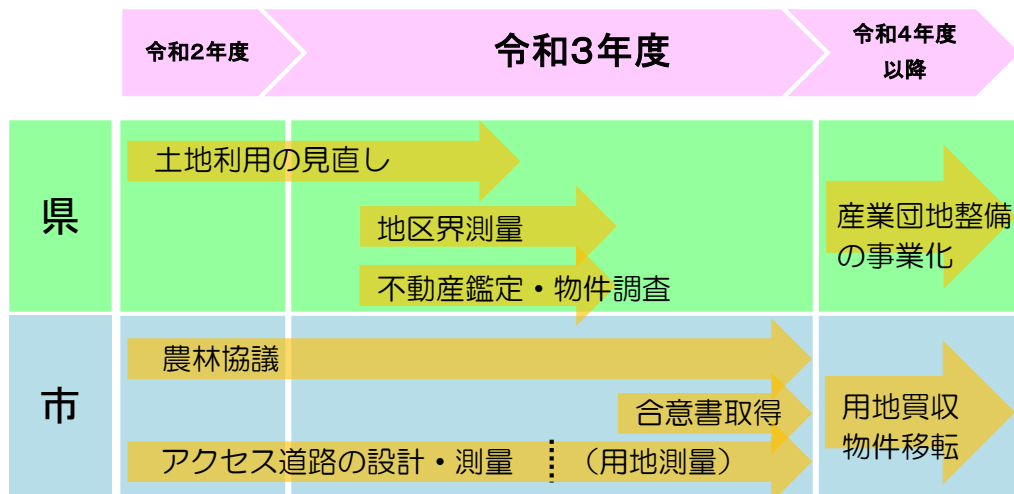 令和2年度
令和3年度
令和4年度
以降
県
土地利用の見直し
地区界測量
不動産鑑定・物件調査
産業団地整備
の事業化
市
農林協議
合意書取得
アクセス道路の設計・測量
（用地測量）
用地買収
物件移転